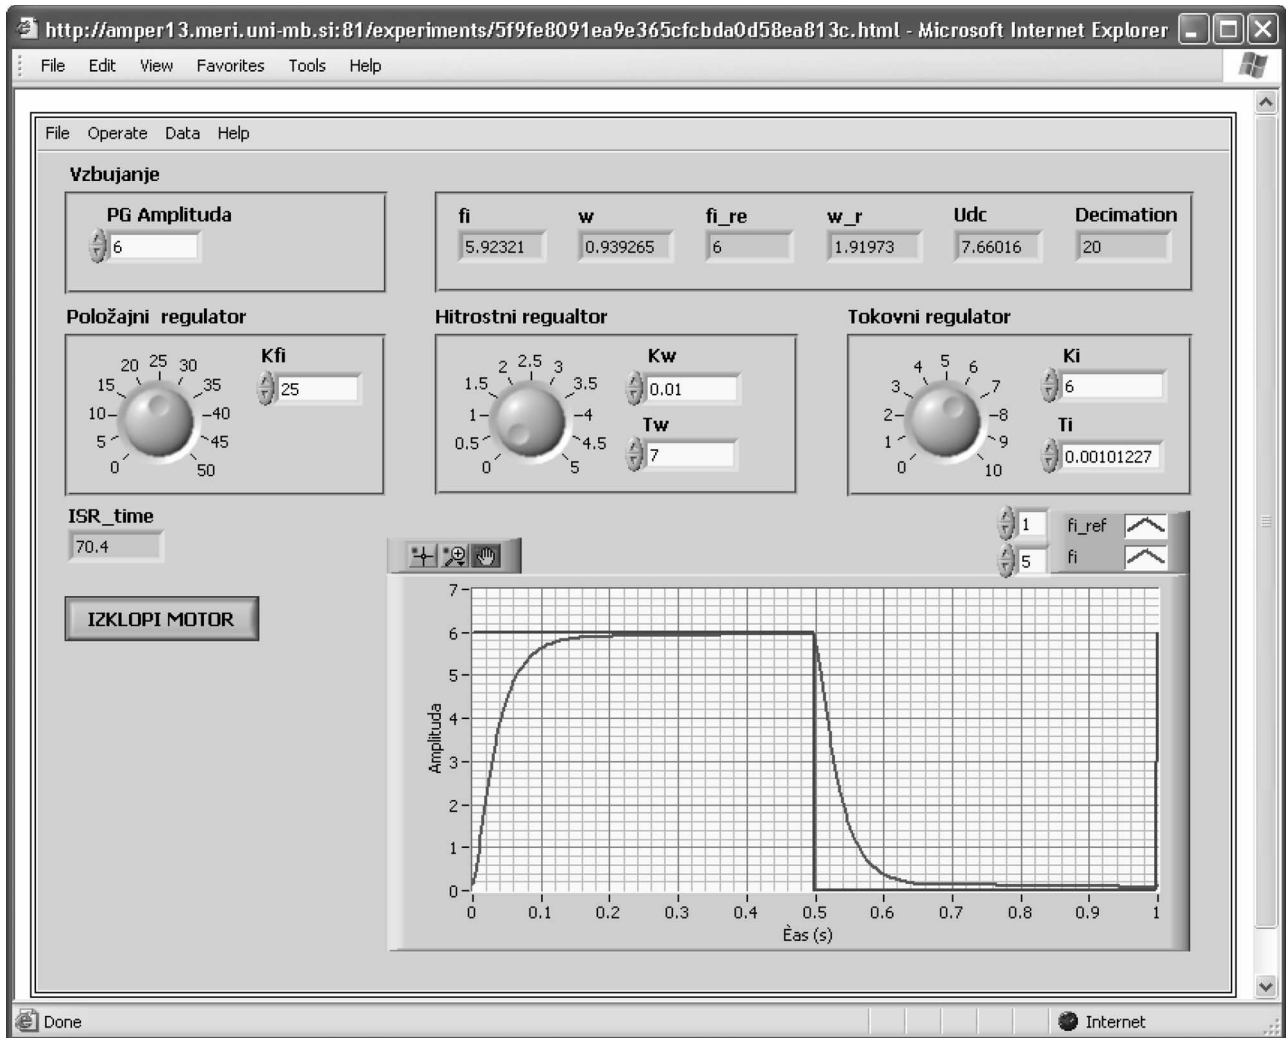 http://amper13.meri.uni-mb.si:81/experiments/5f9fe8091ea9e365cfcbda0d58ea813c.html - Microsoft Internet Explorer
File Edit View Favorites Tools Help
File Operate Data Help
Vzbujanje
PG Amplituda
6
fi w fi_re w_r Udc Decimation
5.92321 0.939265 6 1.91973 7.66016 20
Položajni regulator
Kfi
25
0 5 10 15 20 25 30 35 40 45 50
Hitrostni regualtor
Kw
0.01
Tw
7
0 0.5 1 1.5 2 2.5 3 3.5 4 4.5 5
Tokovni regulator
Ki
6
Ti
0.00101227
0 1 2 3 4 5 6 7 8 9 10
ISR_time
70.4
IZKLOPI MOTOR
1 fi_ref
5 fi
7
6
5
4
3
2
1
0
Amplituda
0 0.1 0.2 0.3 0.4 0.5 0.6 0.7 0.8 0.9 1
Èas (s)
Done
Internet